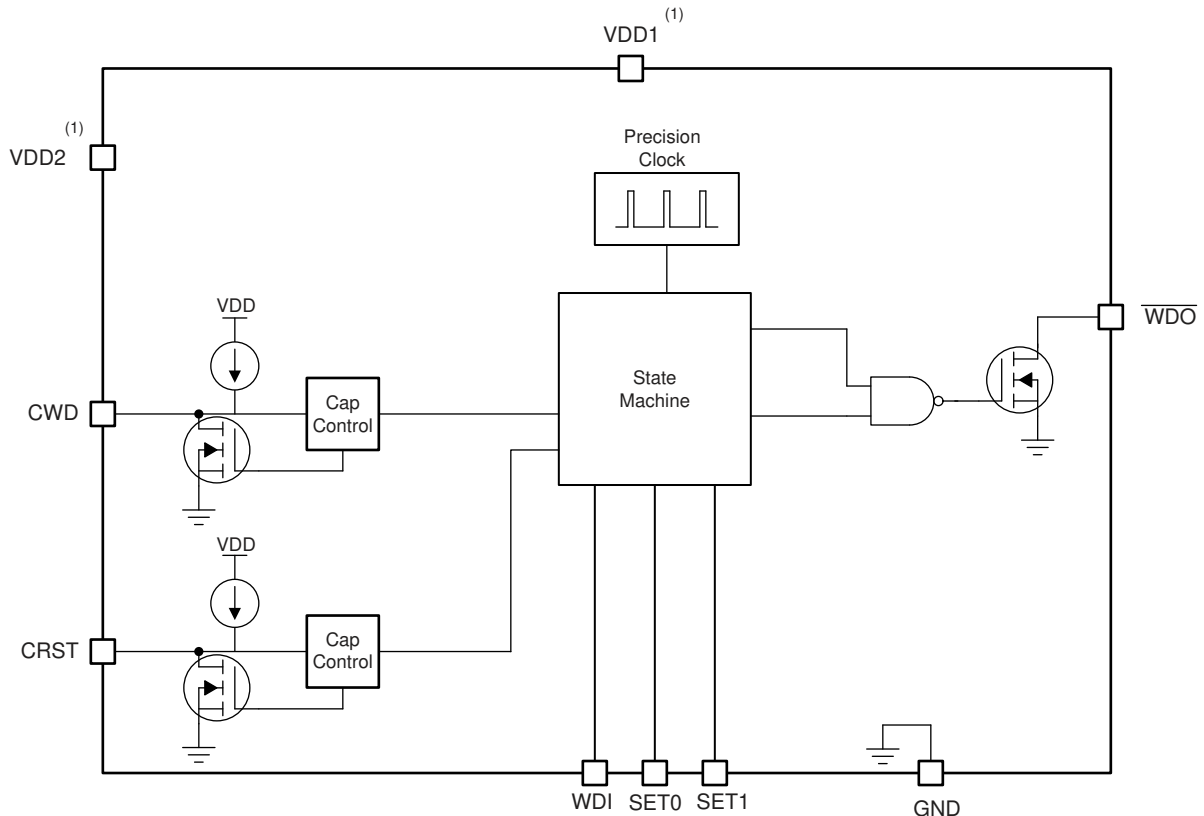 VDD1 (1)
(1)
VDD2
Precision
Clock
VDD
WDO
CWD
Cap
Control
State
Machine
VDD
CRST
Cap
Control
WDI
SET0
SET1
GND